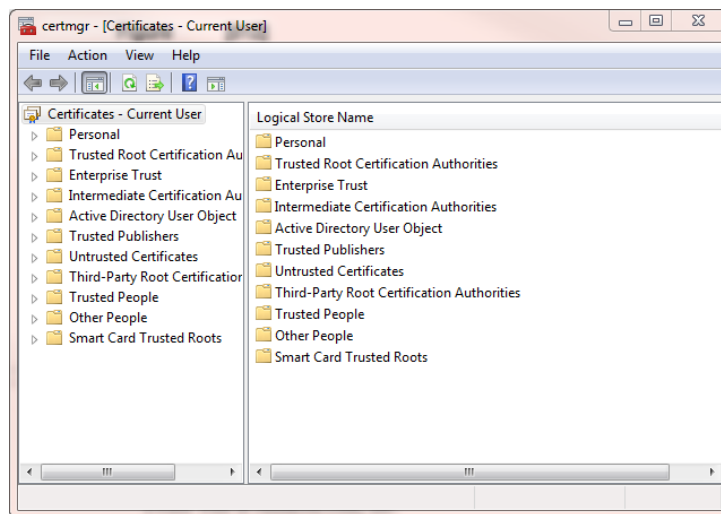 certmgr - [Certificates - Current User]
File Action View Help
Certificates - Current User
Personal
Trusted Root Certification Au
Enterprise Trust
Intermediate Certification Au
Active Directory User Object
Trusted Publishers
Untrusted Certificates
Third-Party Root Certification
Trusted People
Other People
Smart Card Trusted Roots
Logical Store Name
Personal
Trusted Root Certification Authorities
Enterprise Trust
Intermediate Certification Authorities
Active Directory User Object
Trusted Publishers
Untrusted Certificates
Third-Party Root Certification Authorities
Trusted People
Other People
Smart Card Trusted Roots